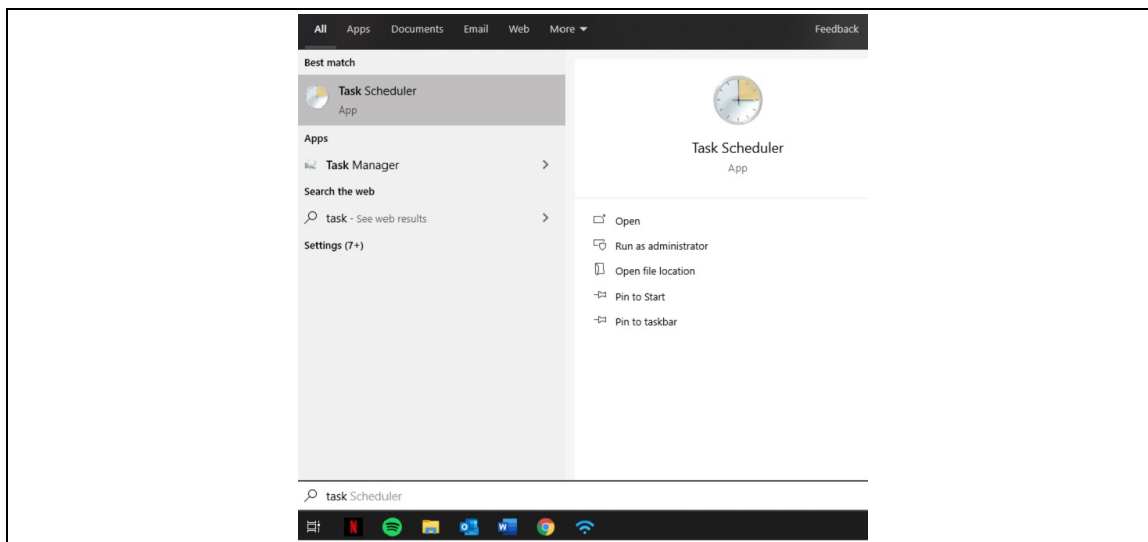 All Apps Documents Email Web More Feedback
Best match
Task Scheduler
App
Apps
Task Manager
Search the web
task - See web results
Settings (7+)
Task Scheduler
App
Open
Run as administrator
Open file location
Pin to Start
Pin to taskbar
task Scheduler